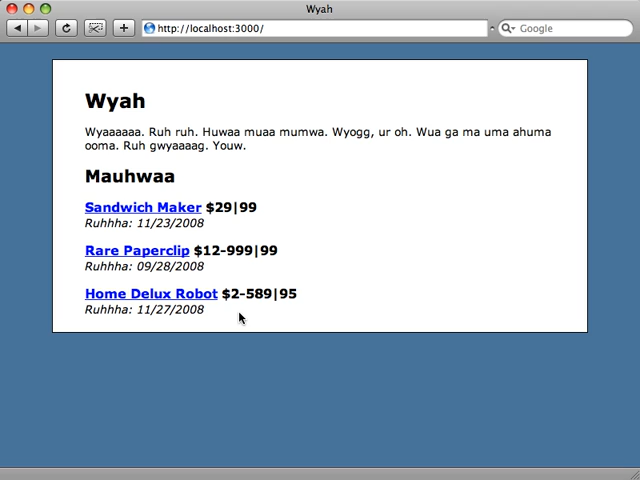 Wyah
http://localhost:3000/
Google
Wyah
Wyaaaaaa. Ruh ruh. Huwaa muaa mumwa. Wyogg, ur oh. Wua ga ma uma ahuma
ooma. Ruh gwyaaaag. Youw.
Mauhwaa
Sandwich Maker $29|99
Ruhhha: 11/23/2008
Rare Paperclip $12-999|99
Ruhhha: 09/28/2008
Home Delux Robot $2-589|95
Ruhhha: 11/27/2008